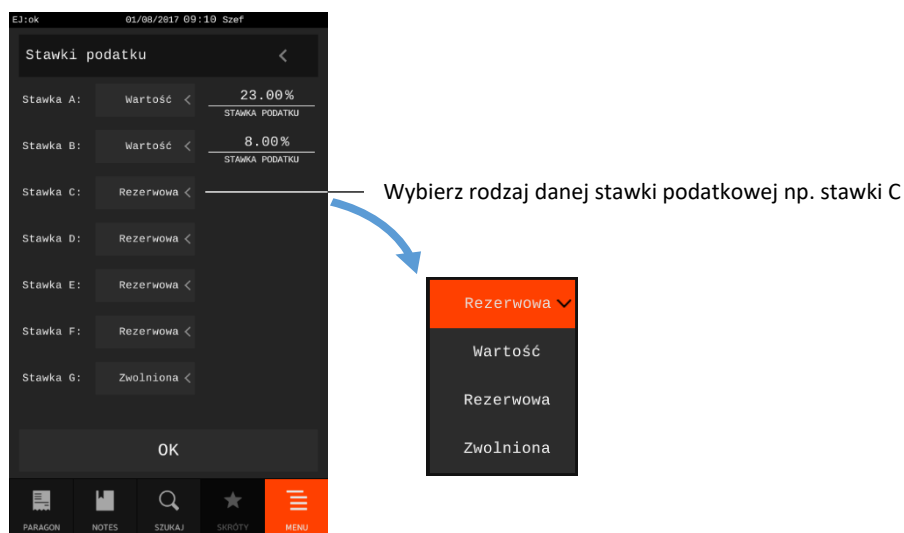 EJ:ok 01/08/2017 09:10 Szef
Stawki podatku <
Stawka A: Wartość < 23.00%
STAWKA PODATKU
Stawka B: Wartość < 8.00%
STAWKA PODATKU
Stawka C: Rezerwowa <
Wybierz rodzaj danej stawki podatkowej np. stawki C
Stawka D: Rezerwowa <
Stawka E: Rezerwowa <
Stawka F: Rezerwowa <
Stawka G: Zwolniona <
OK
PARAGON NOTES SZUKAJ SKRÓTY MENU
Rezerwowa
Wartość
Rezerwowa
Zwolniona